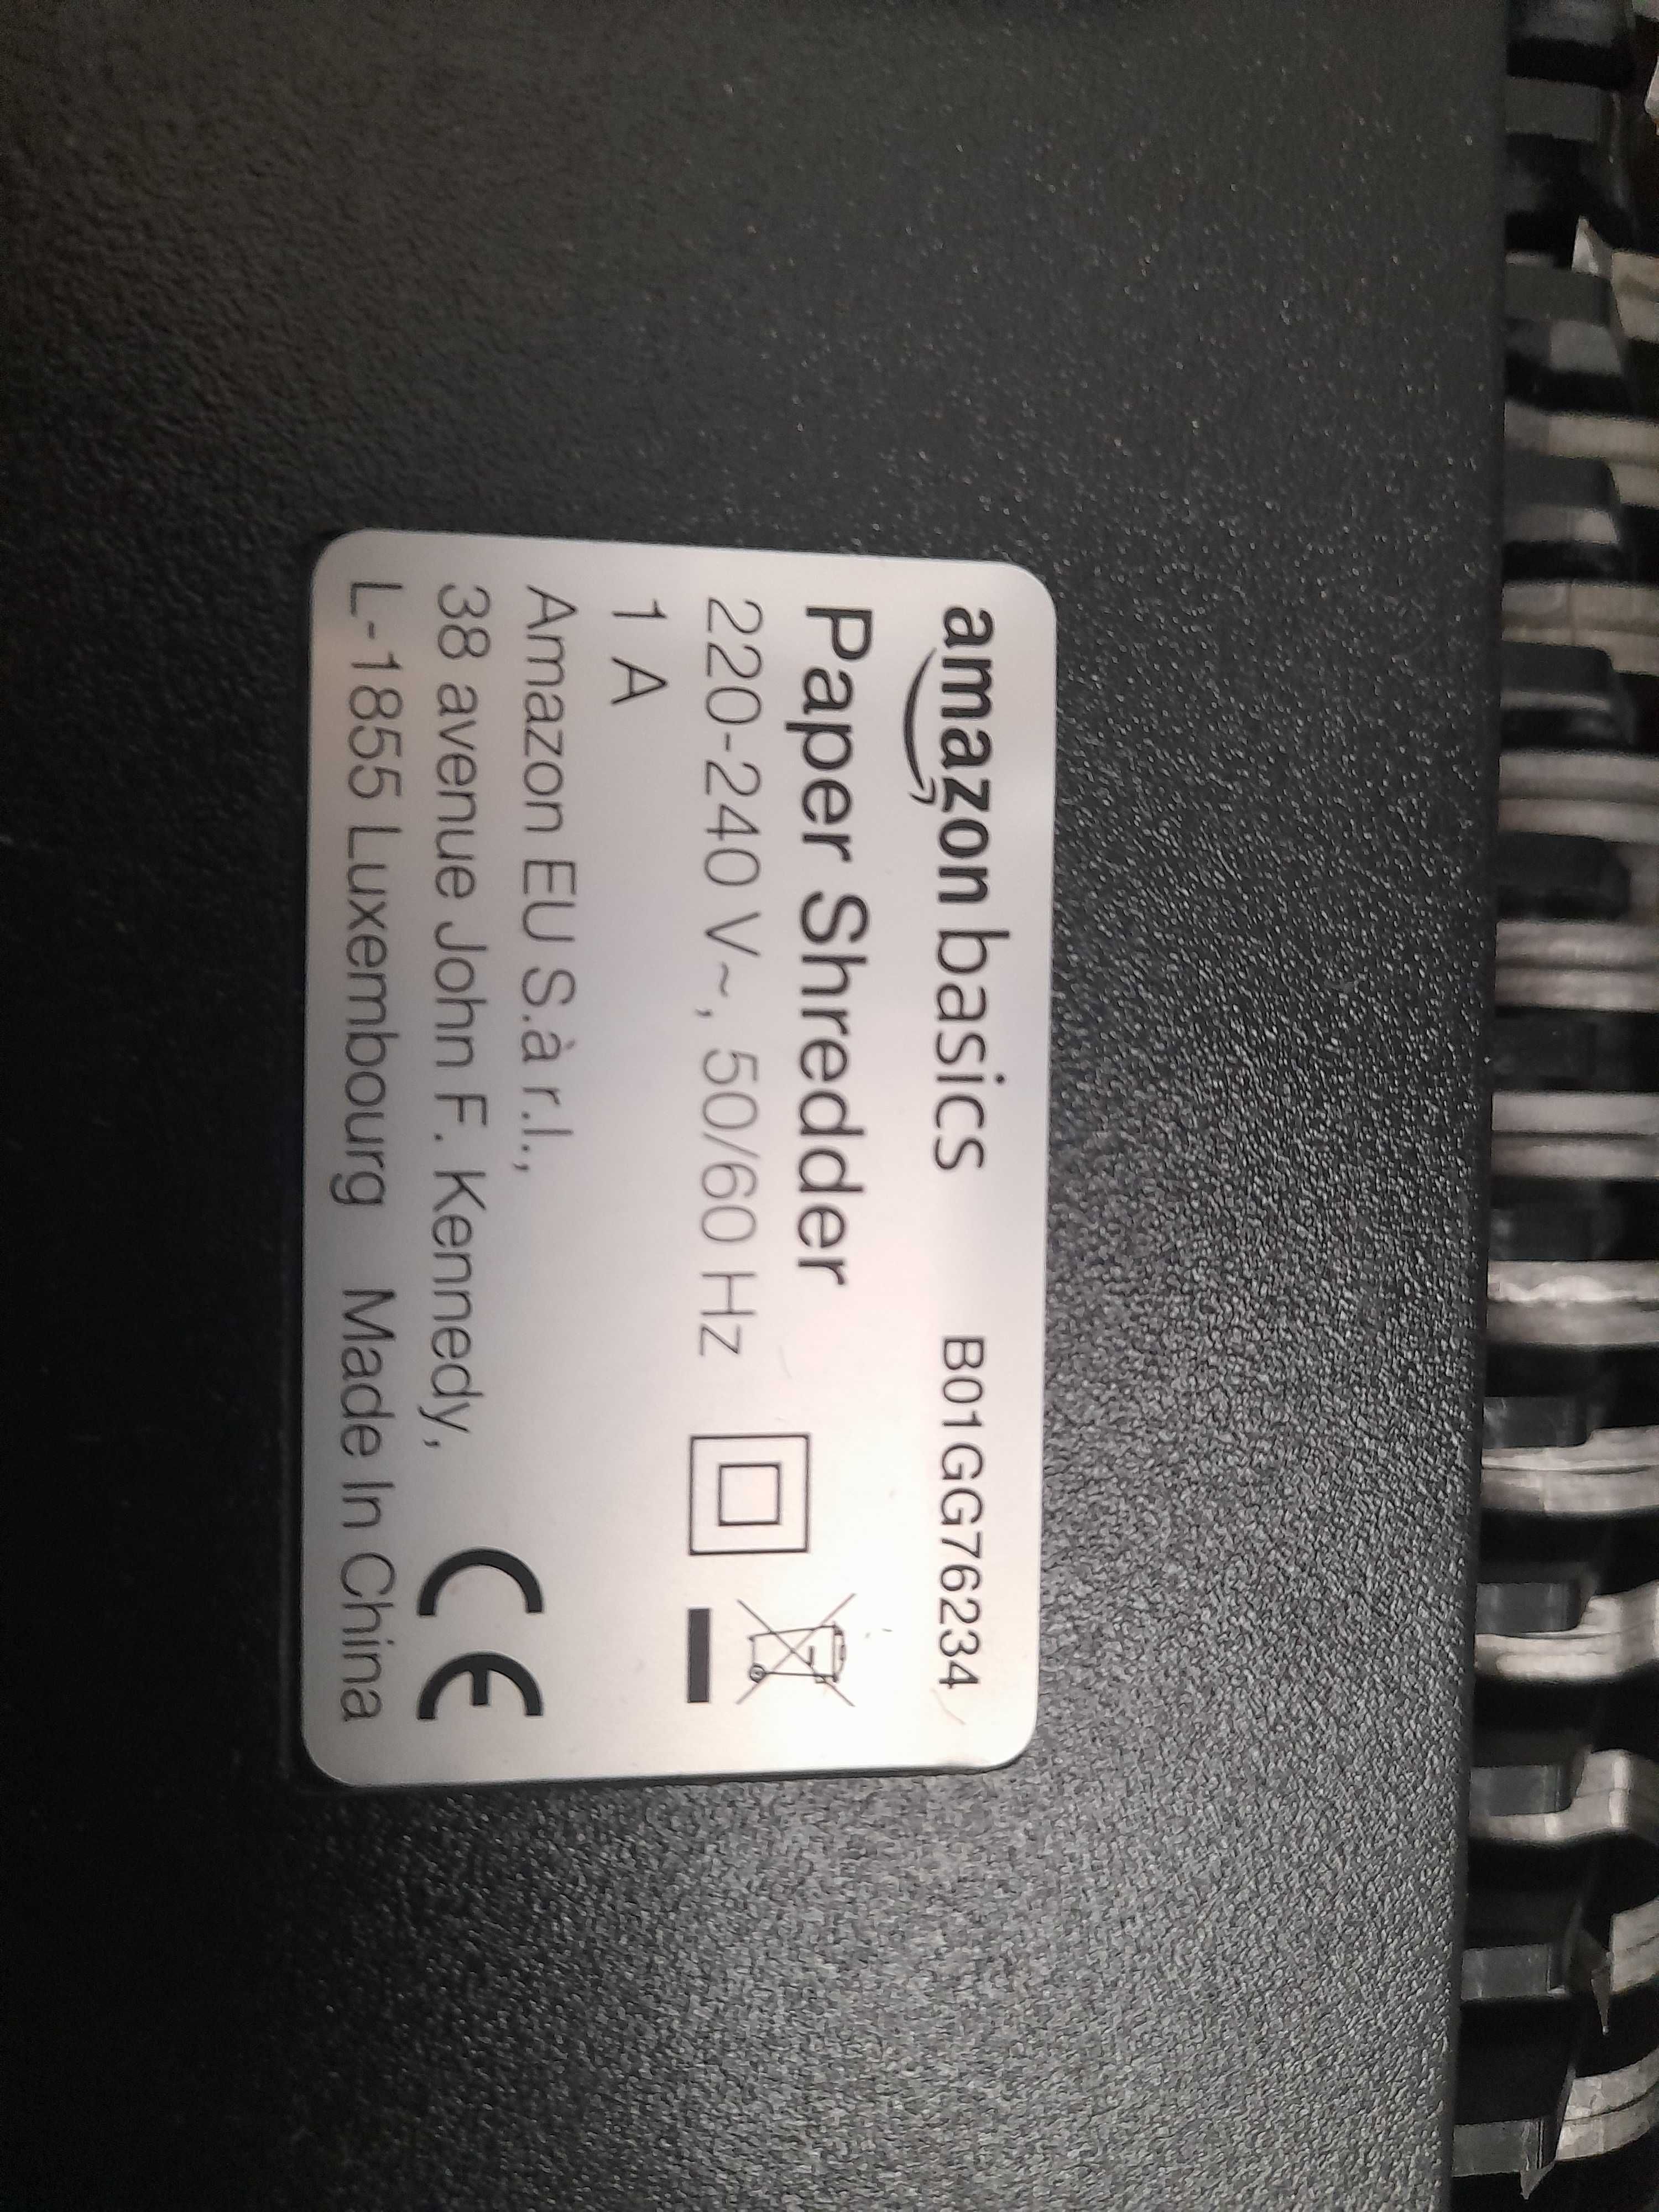 amazon basics B01GG76234
Paper Shredder
220-240 V~, 50/60 Hz
1 A
Amazon EU S.à r.l.,
38 avenue John F. Kennedy,
L-1855 Luxembourg Made In China
CE